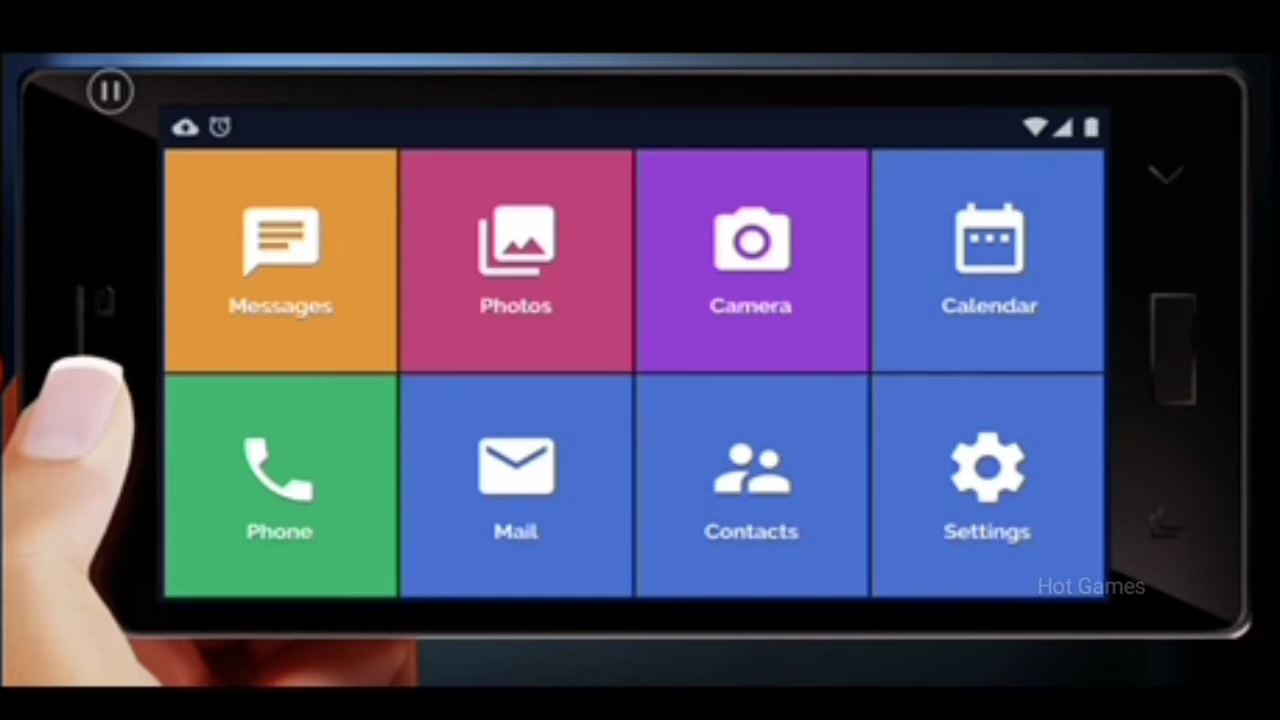 Messages
Photos
Camera
Calendar
Phone
Mail
Contacts
Settings
Hot Games